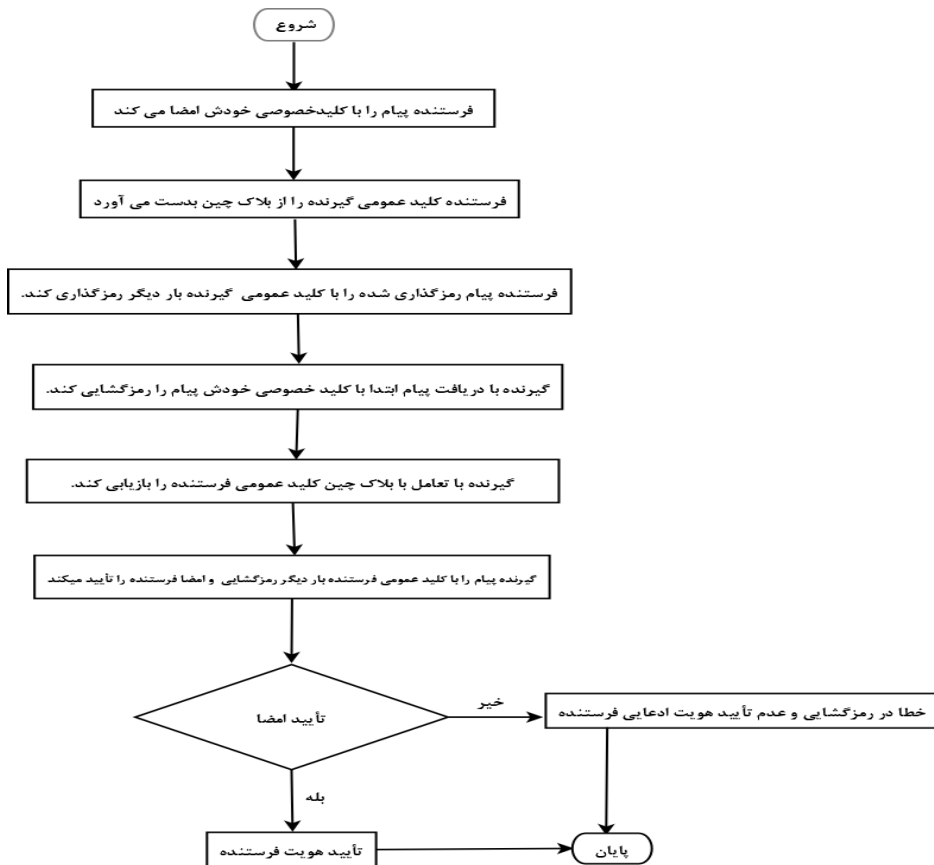 شروع
فرستنده پیام را با کلیدخصوصی خودش امضا می کند
فرستنده کلید عمومی گیرنده را از بلاک چین بدست می آورد
فرستنده پیام رمزگذاری شده را با کلید عمومی گیرنده بار دیگر رمزگذاری کند.
گیرنده با دریافت پیام ابتدا با کلید خصوصی خودش پیام را رمزگشایی کند.
گیرنده با تعامل با بلاک چین کلید عمومی فرستنده را بازیابی کند.
گیرنده پیام را با کلید عمومی فرستنده بار دیگر رمزگشایی و امضا فرستنده را تأیید میکند
تأیید امضا
خیر
خطا در رمزگشایی و عدم تأیید هویت ادعایی فرستنده
بله
تأیید هویت فرستنده
پایان